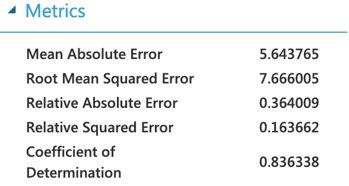 Metrics
Mean Absolute Error 5.643765
Root Mean Squared Error 7.666005
Relative Absolute Error 0.364009
Relative Squared Error 0.163662
Coefficient of
Determination 0.836338